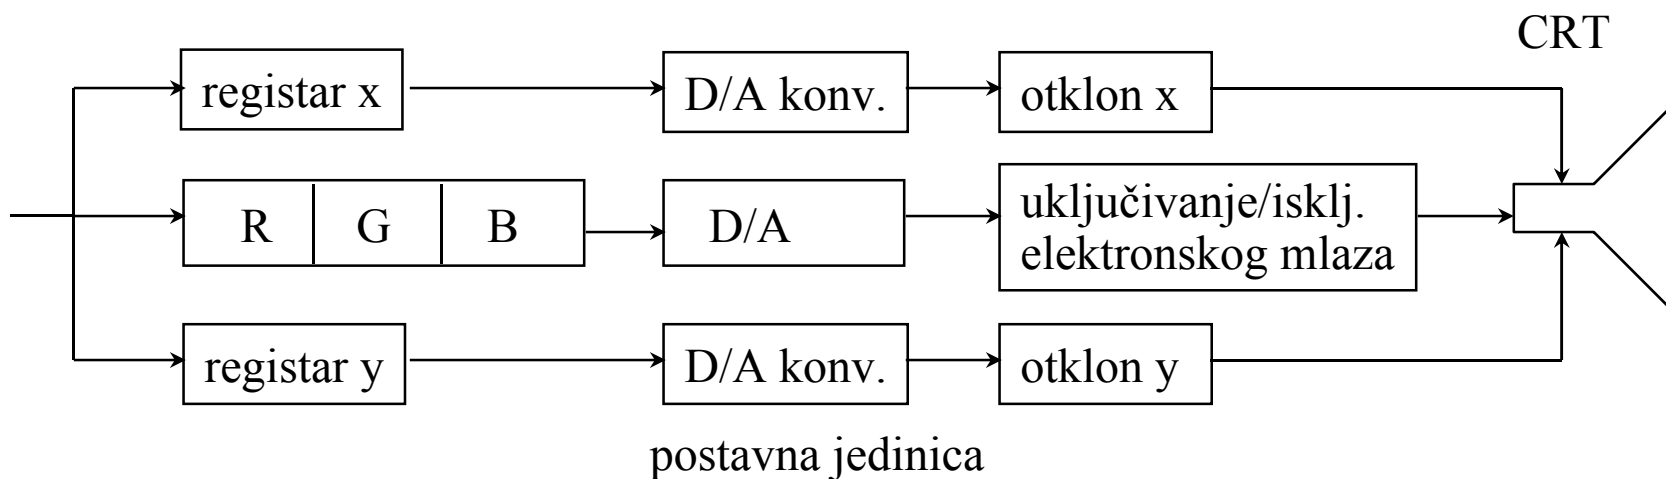 CRT
registar x
D/A konv.
otklon x
R G B
D/A
uključivanje/isklj.
elektronskog mlaza
registar y
D/A konv.
otklon y
postavna jedinica